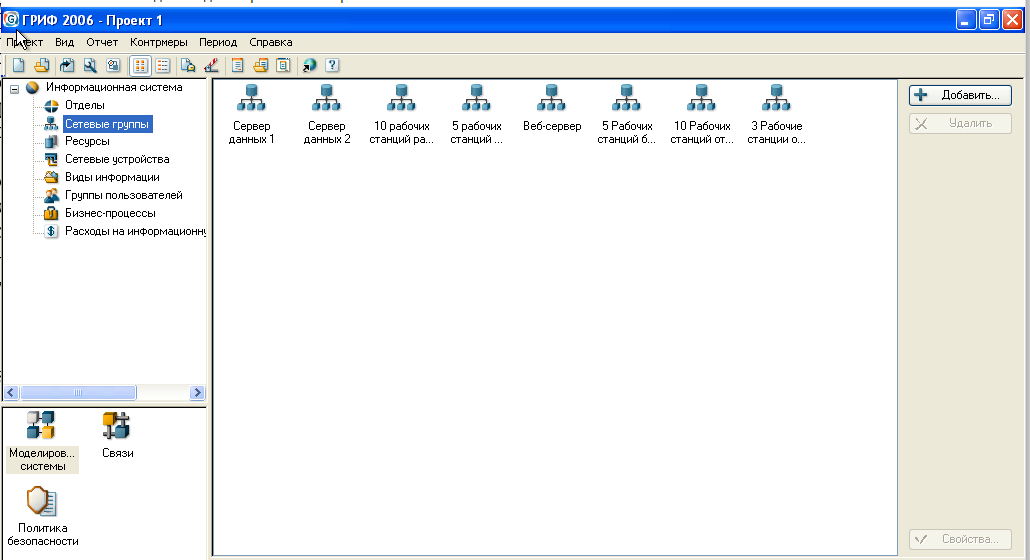 ГРИФ 2006 - Проект 1
Проект Вид Отчет Контрмеры Период Справка
Информационная система
Отделы
Сетевые группы
Ресурсы
Сетевые устройства
Виды информации
Группы пользователей
Бизнес-процессы
Расходы на информационну
Моделиров...
системы
Связи
Политика
безопасности
Сервер
данных 1
Сервер
данных 2
10 рабочих
станций ра...
5 рабочих
станций ...
Веб-сервер
5 Рабочих
станций б...
10 Рабочих
станций от...
3 Рабочие
станции о...
Добавить...
Удалить
Свойства...